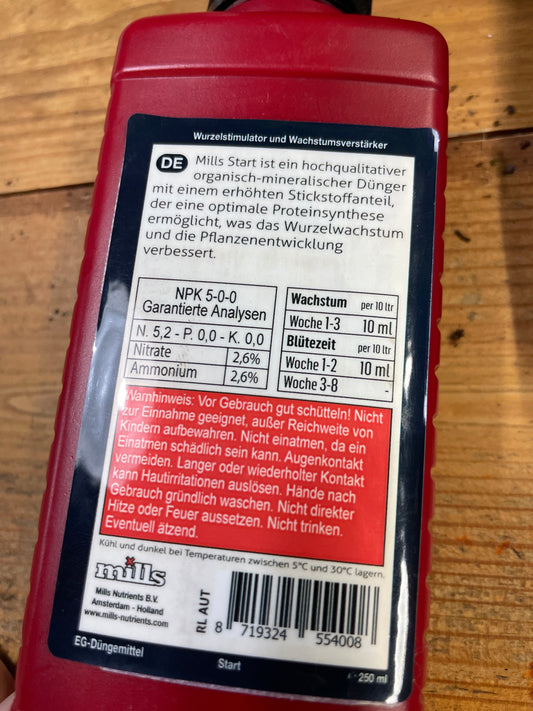 Wurzelstimulator und Wachstumsverstärker
DE Mills Start ist ein hochqualitativer
organisch-mineralischer Dünger
mit einem erhöhten Stickstoffanteil,
der eine optimale Proteinsynthese
ermöglicht, was das Wurzelwachstum
und die Pflanzenentwicklung
verbessert.
NPK 5-0-0
Garantierte Analysen
N. 5,2 - P. 0,0 - K. 0,0
Nitrate 2,6%
Ammonium 2,6%
Wachstum per 10 ltr
Woche 1-3 10 ml
Blütezeit per 10 ltr
Woche 1-2 10 ml
Woche 3-8 -
Warnhinweis: Vor Gebrauch gut schütteln! Nicht
zur Einnahme geeignet, außer Reichweite von
Kindern aufbewahren. Nicht einatmen, da ein
Einatmen schädlich sein kann. Augenkontakt
vermeiden. Langer oder wiederholter Kontakt
kann Hautirritationen auslösen. Hände nach
Gebrauch gründlich waschen. Nicht direkter
Hitze oder Feuer aussetzen. Nicht trinken.
Eventuell ätzend.
Kühl und dunkel bei Temperaturen zwischen 5°C und 30°C lagern.
mills
Mills Nutrients B.V.
Amsterdam - Holland
www.mills-nutrients.com
RL AUT
8 719324 554008
EG-Düngemittel
Start
e 250 ml